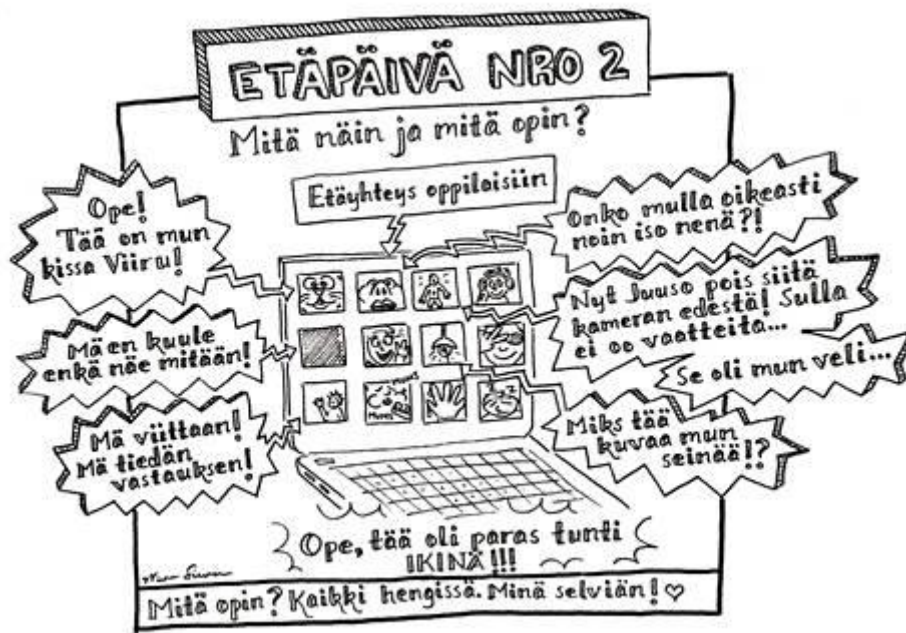 ETÄPÄIVÄ NRO 2
Mitä näin ja mitä opin?
Etäyhteys oppilaisiin
Ope!
Tää on mun
kissa Viiru!
Mä en kuule
enkä näe mitään!
Mä viittaan!
Mä tiedän
vastauksen!
Onko mulla oikeasti
noin iso nenä?!
Nyt Juuso pois siitä
kameran edestä! Sulla
ei oo vaatteita...
Se oli mun veli...
Miks tää
kuvaa mun
seinää!?
Ope, tää oli paras tunti
IKINÄ!!!
Mitä opin? Kaikki hengissä. Minä selviän! ♡